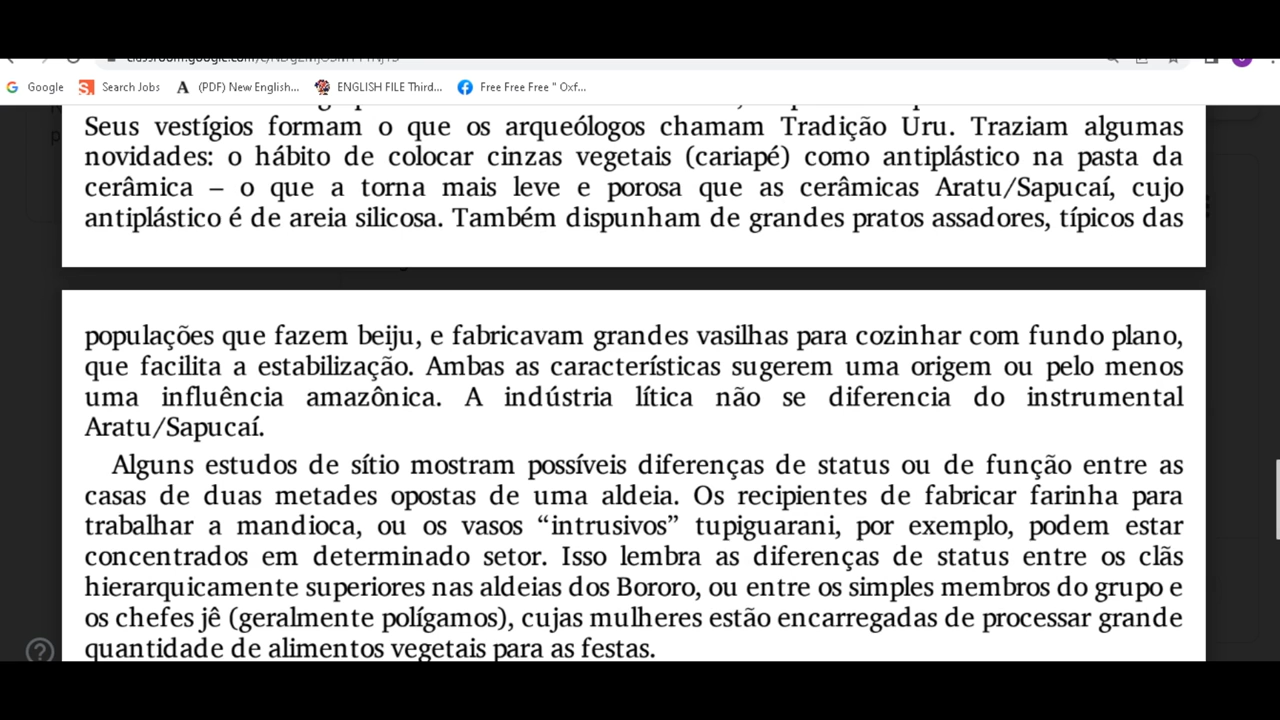 Google
Search Jobs
(PDF) New English...
ENGLISH FILE Third...
Free Free Free " Oxf...
Seus vestígios formam o que os arqueólogos chamam Tradição Uru. Traziam algumas
novidades: o hábito de colocar cinzas vegetais (cariapé) como antiplástico na pasta da
cerâmica – o que a torna mais leve e porosa que as cerâmicas Aratu/Sapucaí, cujo
antiplástico é de areia silicosa. Também dispunham de grandes pratos assadores, típicos das
populações que fazem beiju, e fabricavam grandes vasilhas para cozinhar com fundo plano,
que facilita a estabilização. Ambas as características sugerem uma origem ou pelo menos
uma influência amazônica. A indústria lítica não se diferencia do instrumental
Aratu/Sapucaí.
Alguns estudos de sítio mostram possíveis diferenças de status ou de função entre as
casas de duas metades opostas de uma aldeia. Os recipientes de fabricar farinha para
trabalhar a mandioca, ou os vasos “intrusivos” tupiguarani, por exemplo, podem estar
concentrados em determinado setor. Isso lembra as diferenças de status entre os clãs
hierarquicamente superiores nas aldeias dos Bororo, ou entre os simples membros do grupo e
os chefes jê (geralmente polígamos), cujas mulheres estão encarregadas de processar grande
quantidade de alimentos vegetais para as festas.